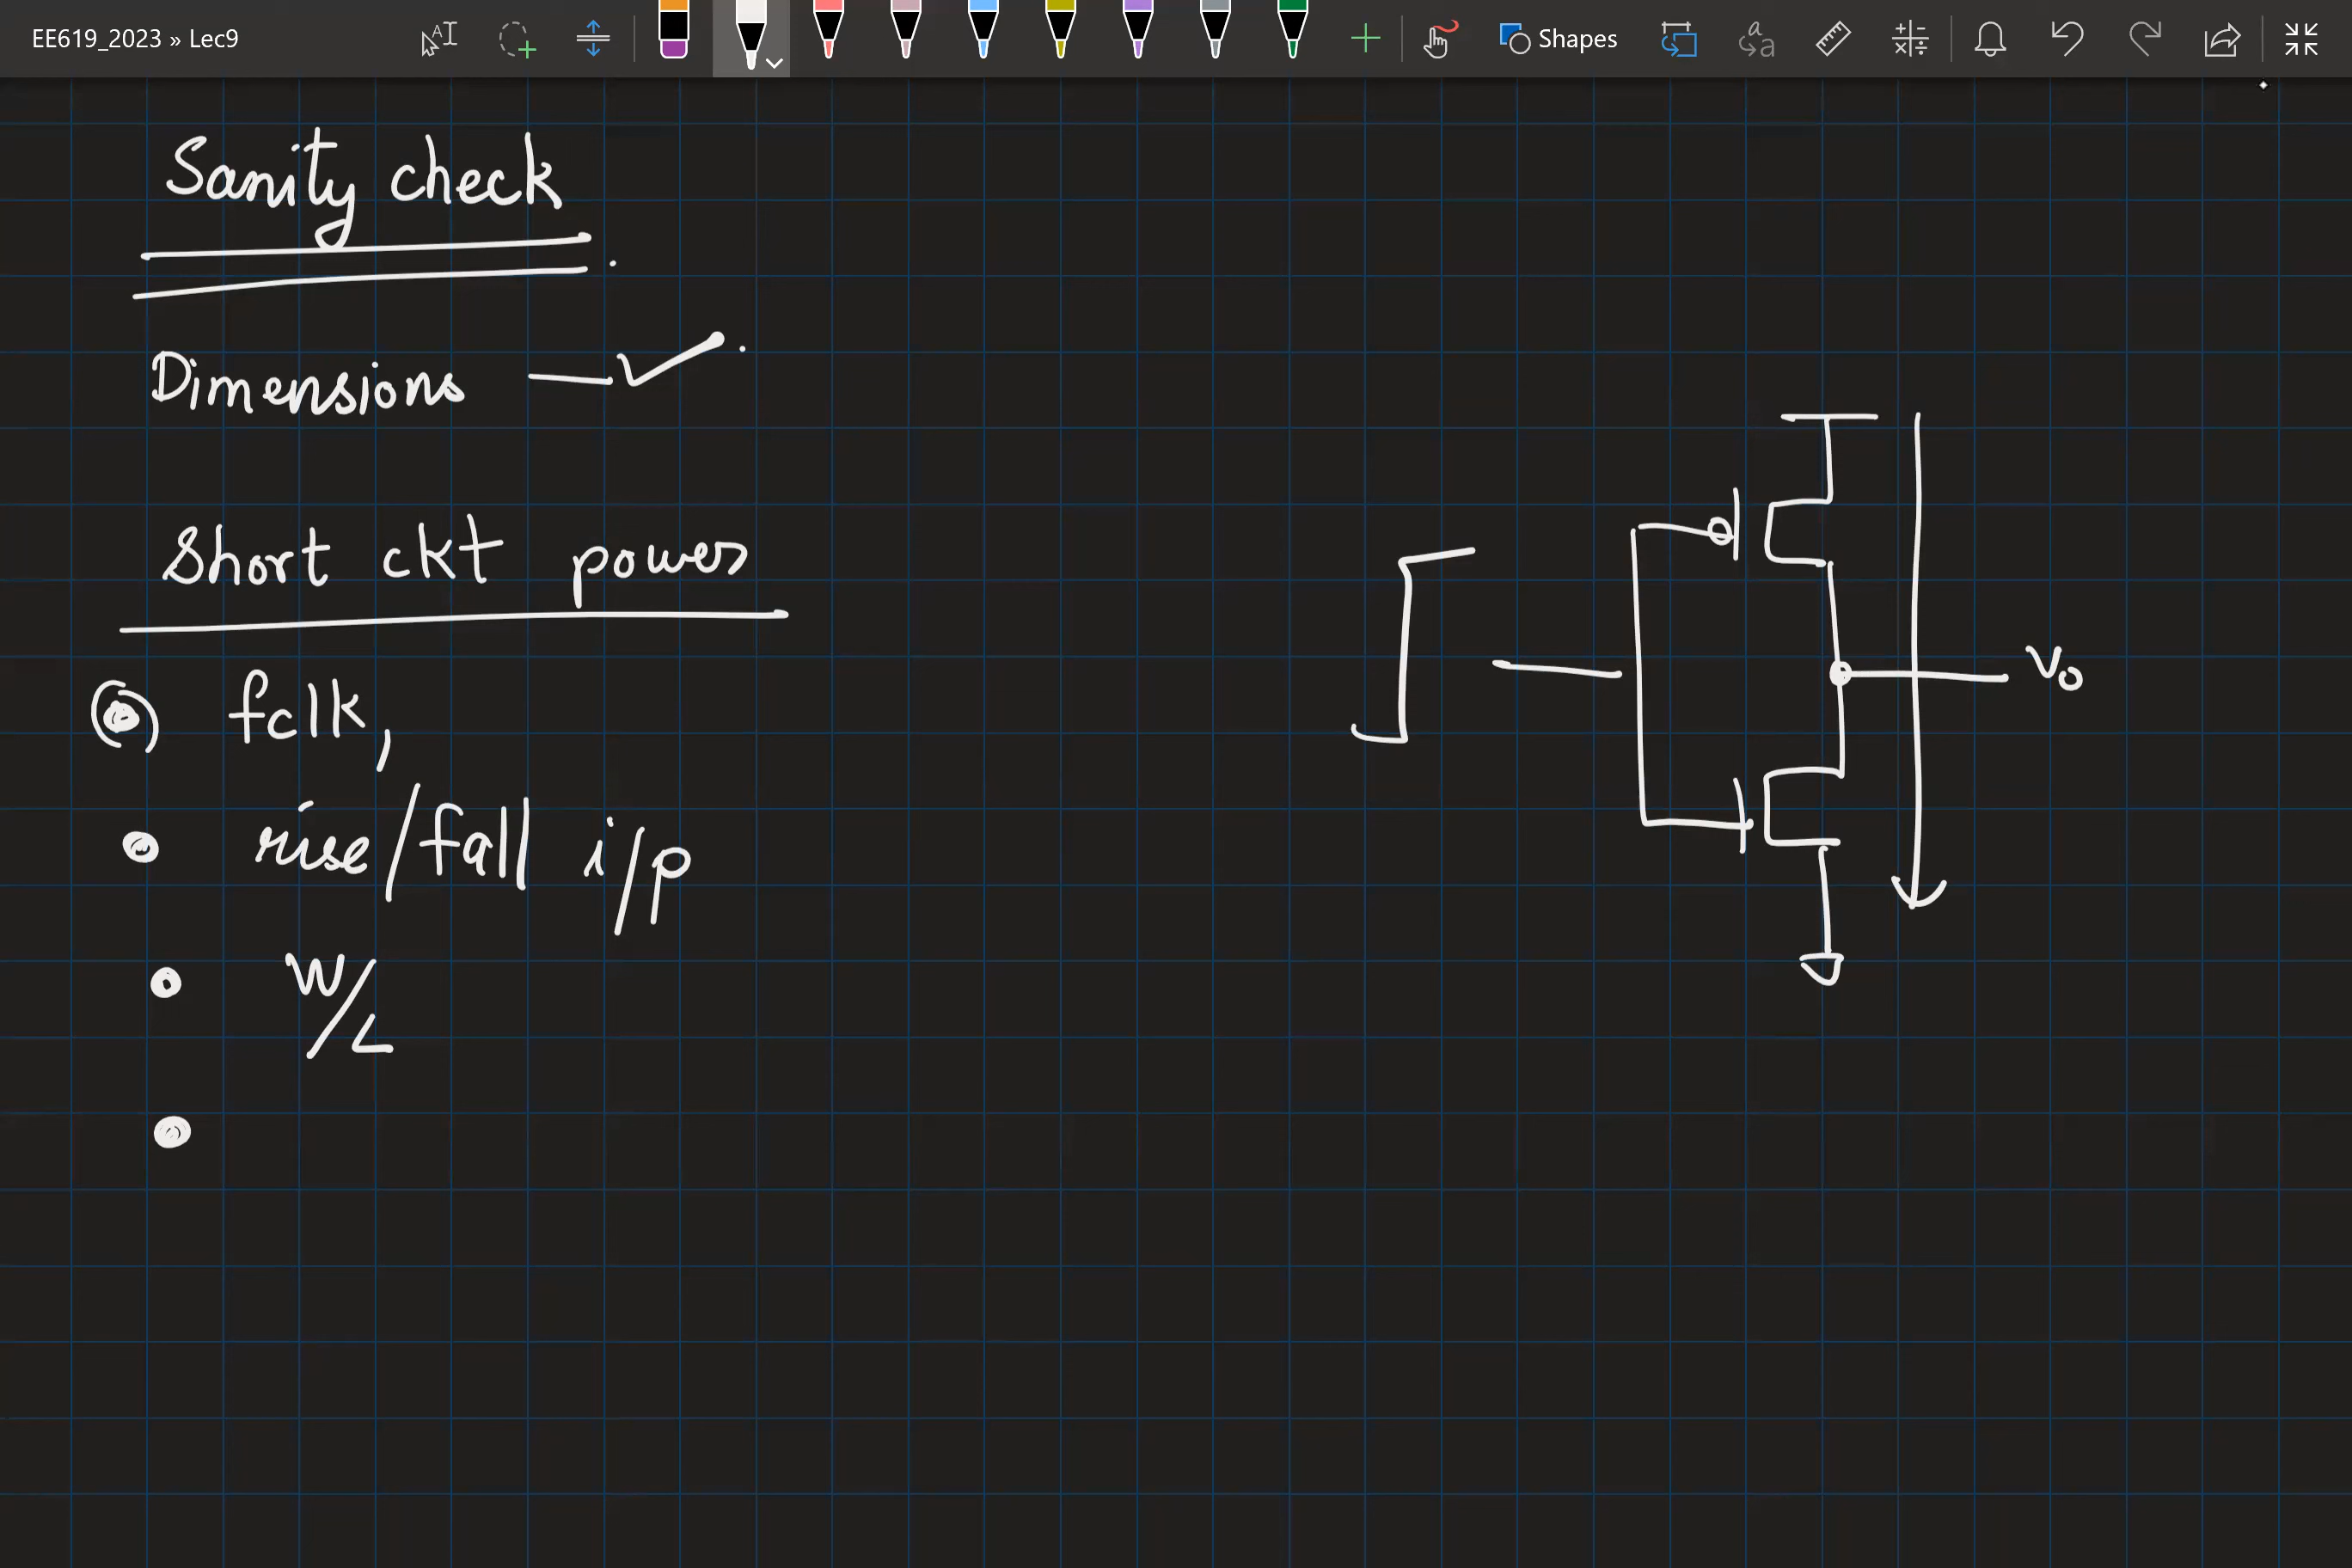 EE619_2023 » Lec9
Shapes
Sanity check
Dimensions — ✓
Short ckt power
fclk,
rise/fall i/p
W/L
Vo